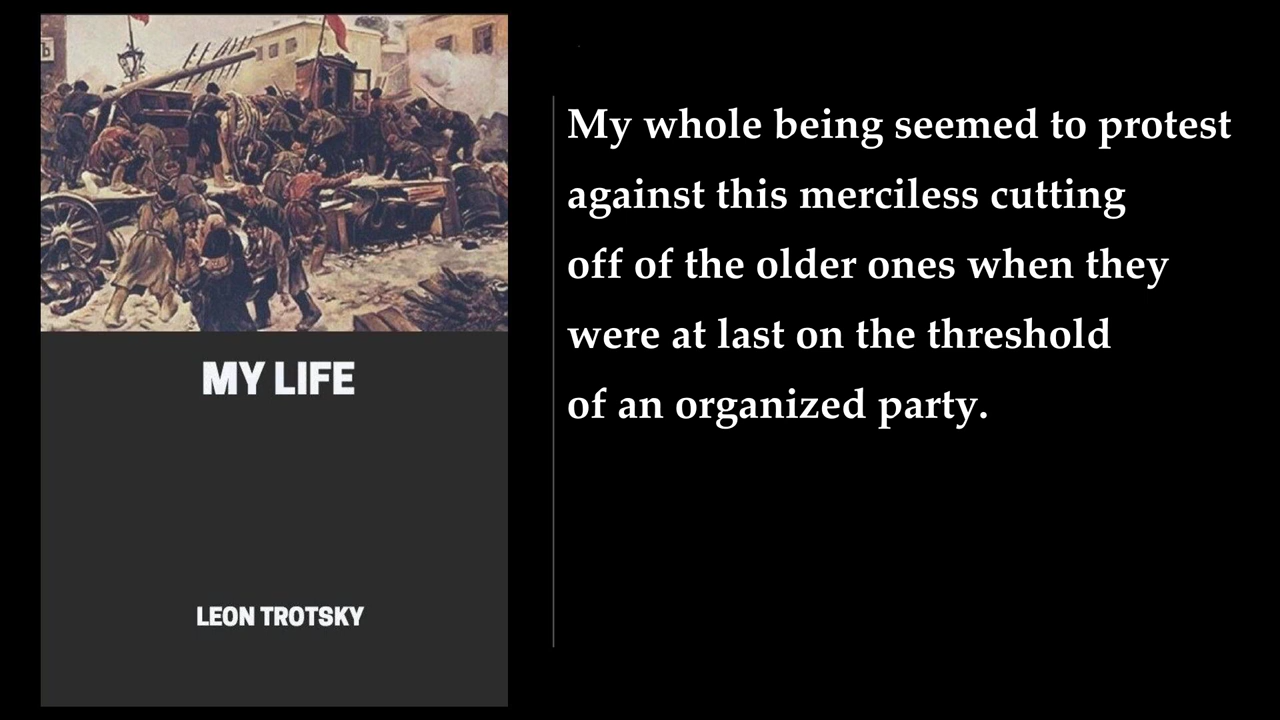 MY LIFE
LEON TROTSKY
My whole being seemed to protest
against this merciless cutting
off of the older ones when they
were at last on the threshold
of an organized party.